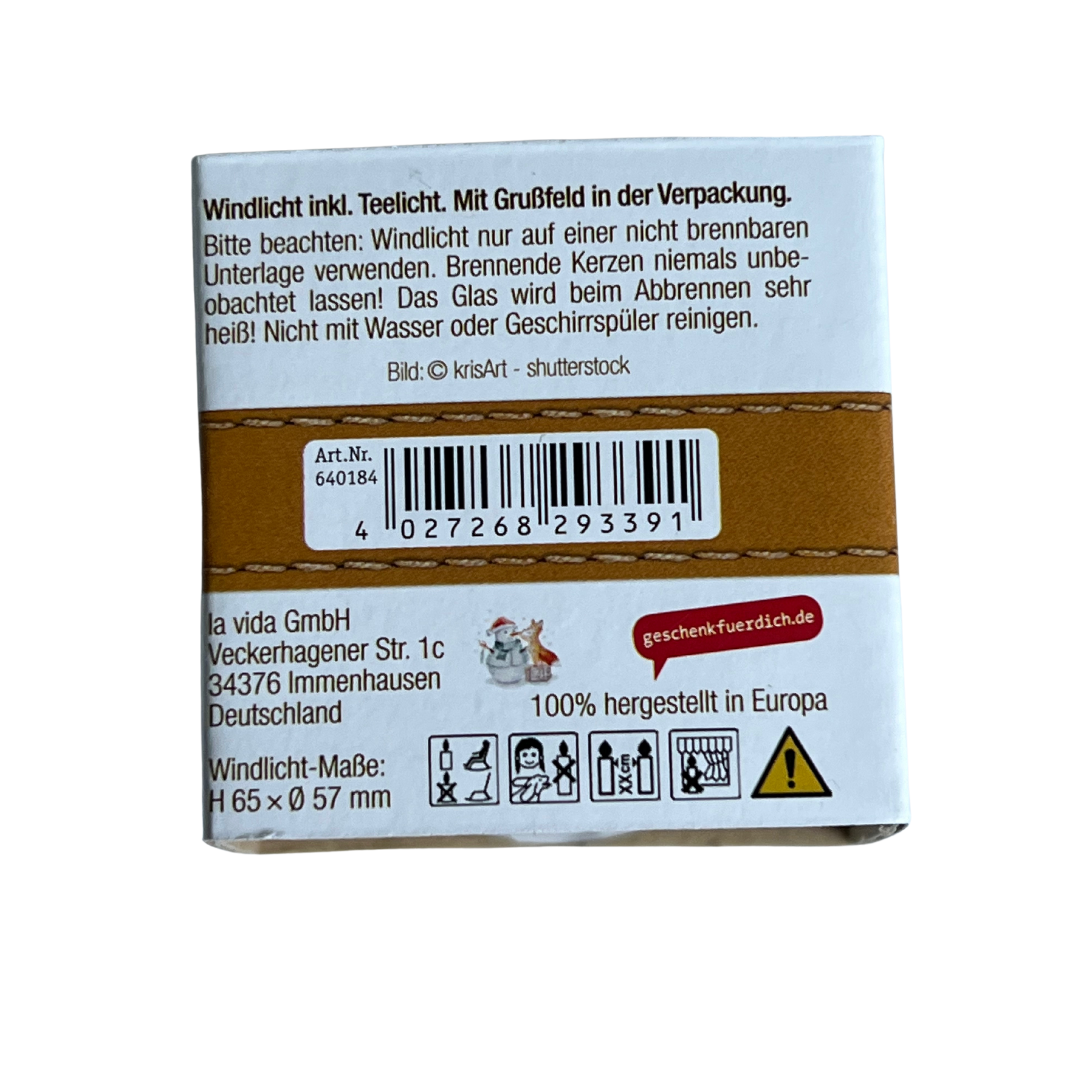 Windlicht inkl. Teelicht. Mit Grußfeld in der Verpackung.
Bitte beachten: Windlicht nur auf einer nicht brennbaren
Unterlage verwenden. Brennende Kerzen niemals unbe-
obachtet lassen! Das Glas wird beim Abbrennen sehr
heiß! Nicht mit Wasser oder Geschirrspüler reinigen.
Bild: © krisArt - shutterstock
Art.Nr.
640184
4 027268 293391
la vida GmbH
Veckerhagener Str. 1c
34376 Immenhausen
Deutschland
geschenkfuerdich.de
100% hergestellt in Europa
Windlicht-Maße:
H 65 x Ø 57 mm
XX cm